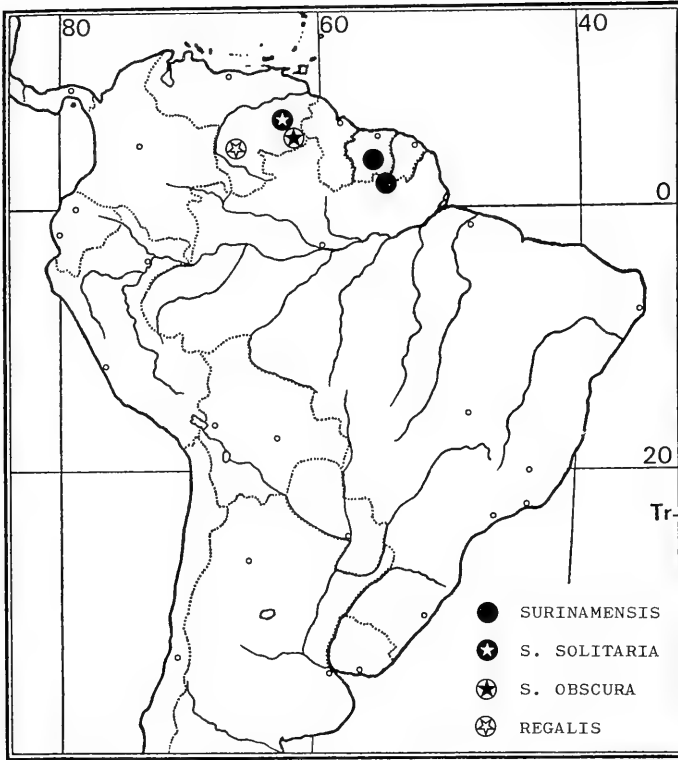 80
60
40
0
20
Tr-
SURINAMENSIS
S. SOLITARIA
S. OBSCURA
REGALIS